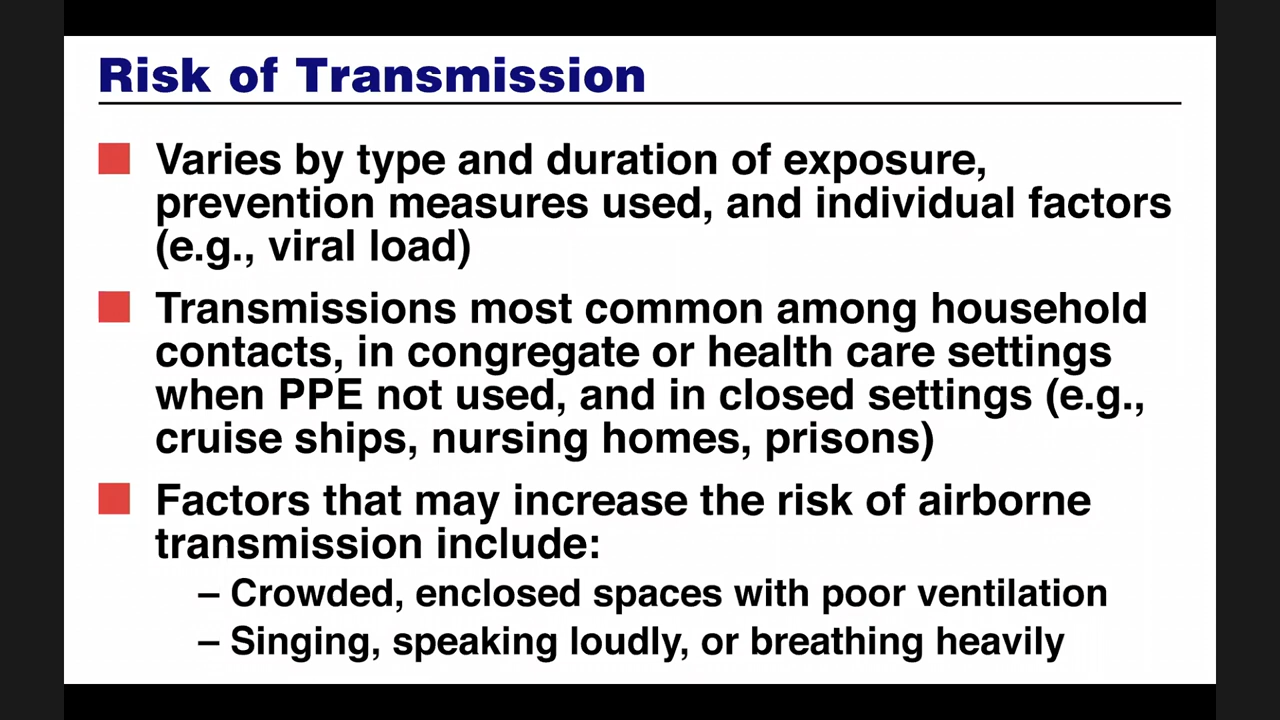 Risk of Transmission
Varies by type and duration of exposure,
prevention measures used, and individual factors
(e.g., viral load)
Transmissions most common among household
contacts, in congregate or health care settings
when PPE not used, and in closed settings (e.g.,
cruise ships, nursing homes, prisons)
Factors that may increase the risk of airborne
transmission include:
– Crowded, enclosed spaces with poor ventilation
– Singing, speaking loudly, or breathing heavily